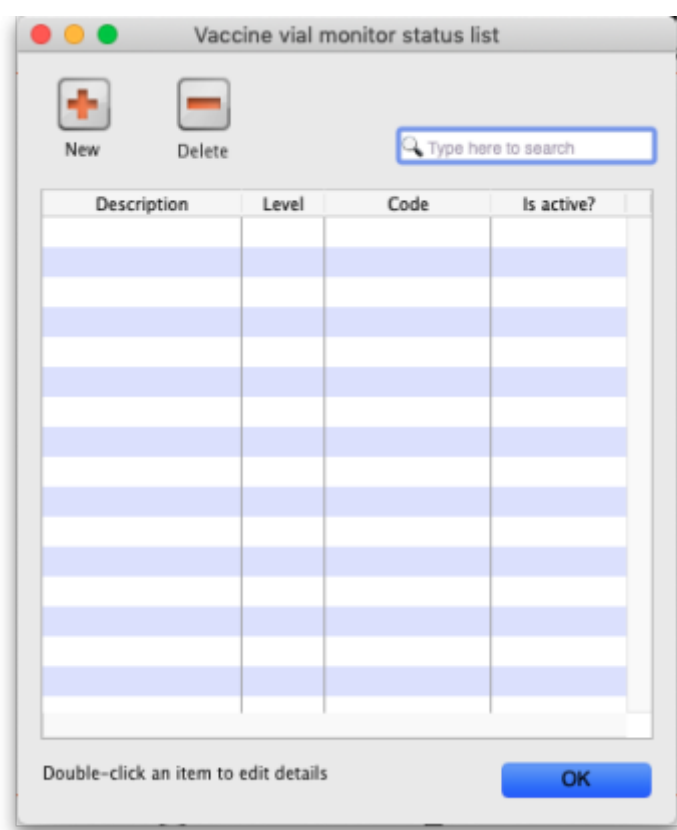 Vaccine vial monitor status list
New Delete
Type here to search
Description Level Code Is active?
Double-click an item to edit details
OK